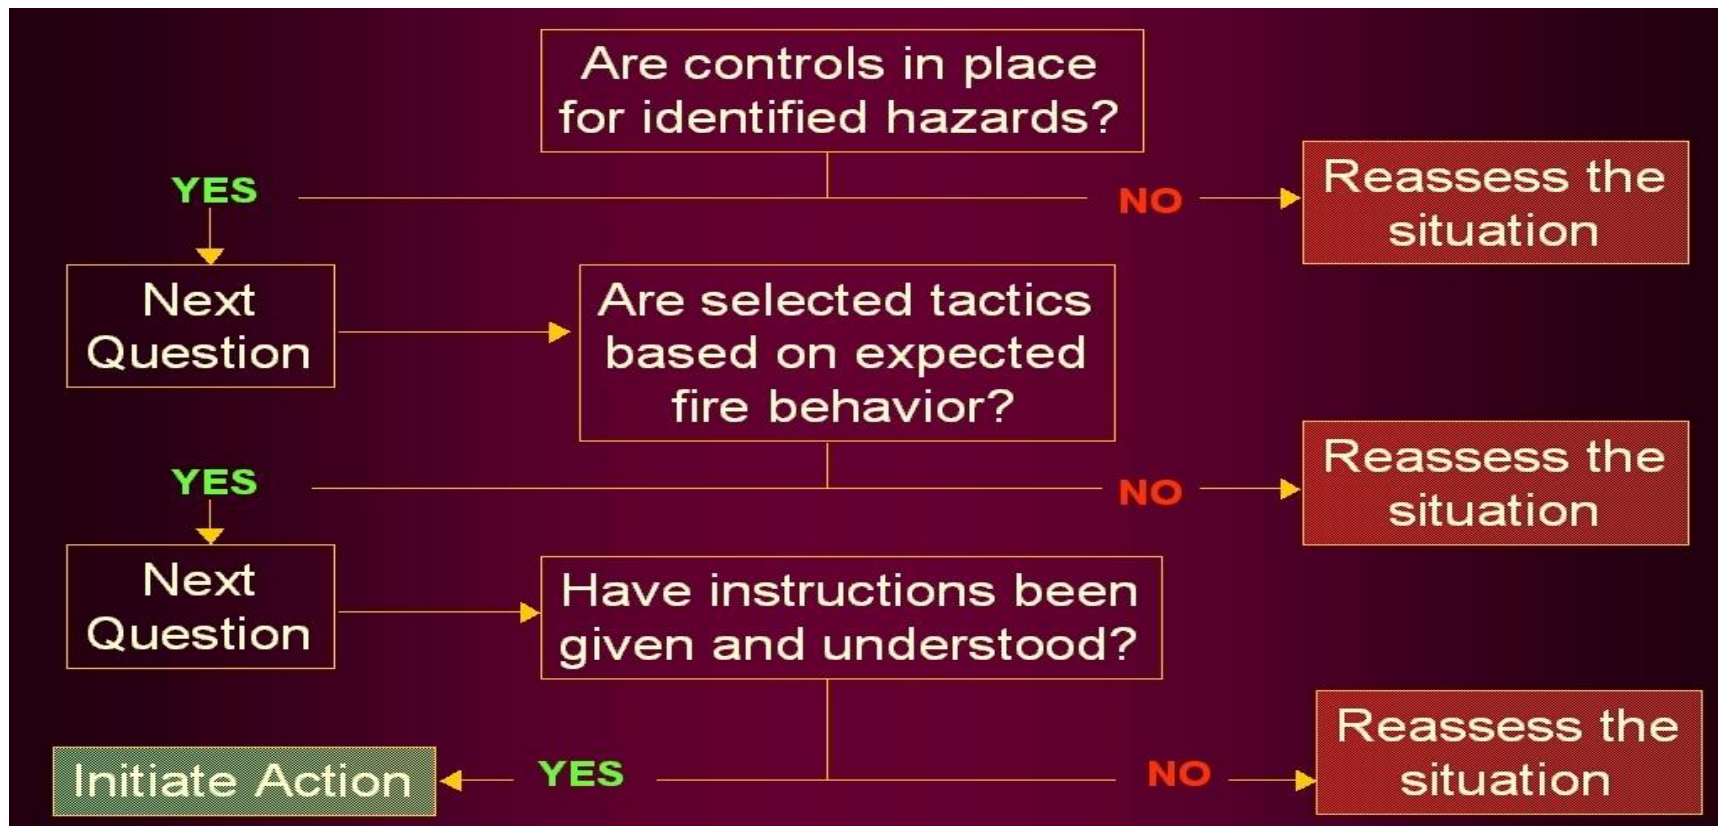 Are controls in place
for identified hazards?
YES
NO
Reassess the
situation
Next
Question
Are selected tactics
based on expected
fire behavior?
YES
NO
Reassess the
situation
Next
Question
Have instructions been
given and understood?
Initiate Action
YES
NO
Reassess the
situation